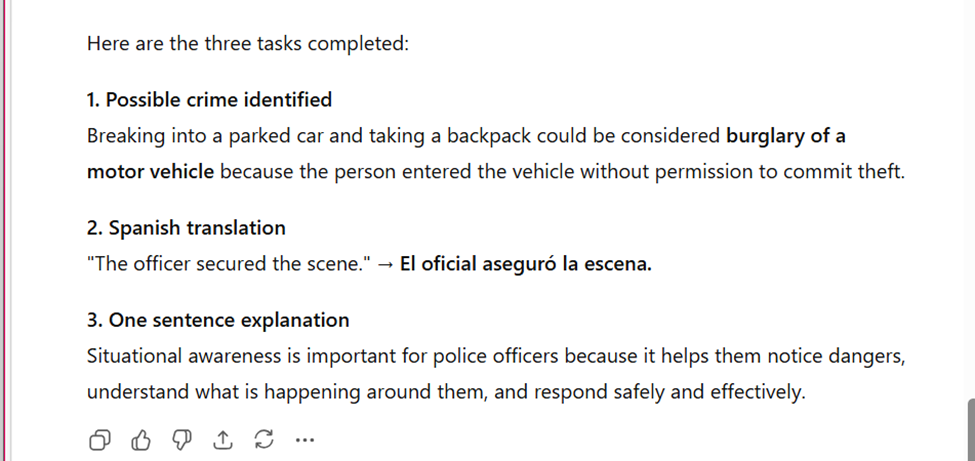 Here are the three tasks completed:
1. Possible crime identified
Breaking into a parked car and taking a backpack could be considered burglary of a
motor vehicle because the person entered the vehicle without permission to commit theft.
2. Spanish translation
"The officer secured the scene." → El oficial aseguró la escena.
3. One sentence explanation
Situational awareness is important for police officers because it helps them notice dangers,
understand what is happening around them, and respond safely and effectively.